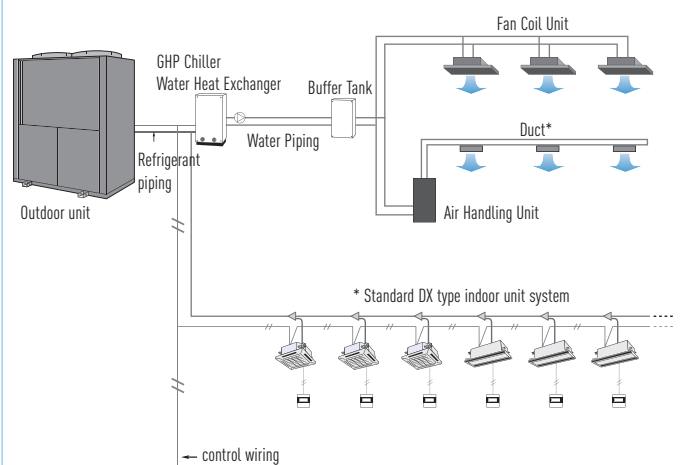 Fan Coil Unit
GHP Chiller
Water Heat Exchanger
Buffer Tank
Water Piping
Duct*
Refrigerant
piping
Outdoor unit
Air Handling Unit
* Standard DX type indoor unit system
control wiring